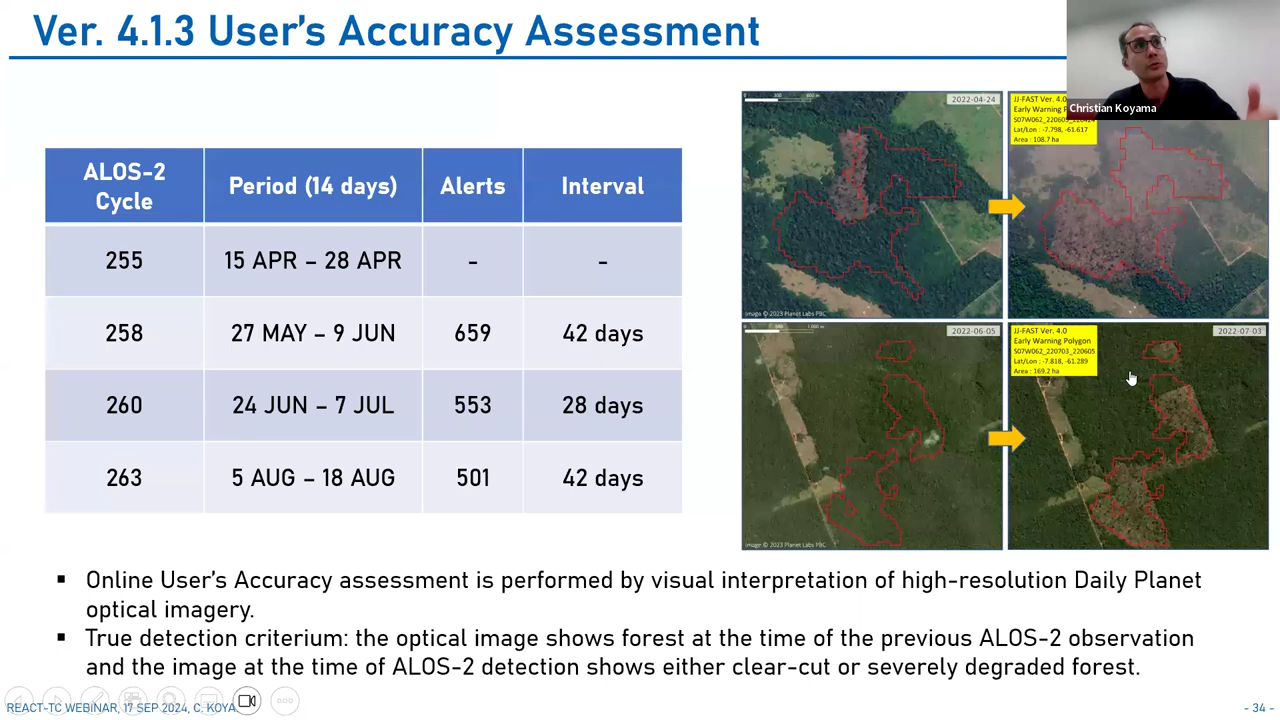 Ver. 4.1.3 User's Accuracy Assessment
Christian Koyama
ALOS-2 Cycle
Period (14 days)
Alerts
Interval
255
15 APR – 28 APR
-
-
258
27 MAY – 9 JUN
659
42 days
260
24 JUN – 7 JUL
553
28 days
263
5 AUG – 18 AUG
501
42 days
2022-04-24
image © 2023 Planet Labs PBC
JJ-FAST Ver. 4.0
Early Warning
Lat/Lon : -7.798, -61.617
Area : 108.7 ha
2022-06-05
image © 2023 Planet Labs PBC
JJ-FAST Ver. 4.0
Early Warning Polygon
S07W062_220703_220605
Lat/Lon : -7.818, -61.289
Area : 169.2 ha
2022-07-03
▪ Online User's Accuracy assessment is performed by visual interpretation of high-resolution Daily Planet
optical imagery.
▪ True detection criterium: the optical image shows forest at the time of the previous ALOS-2 observation
and the image at the time of ALOS-2 detection shows either clear-cut or severely degraded forest.
REACT-TC WEBINAR, 17 SEP 2024, C. KOYA
- 34 -